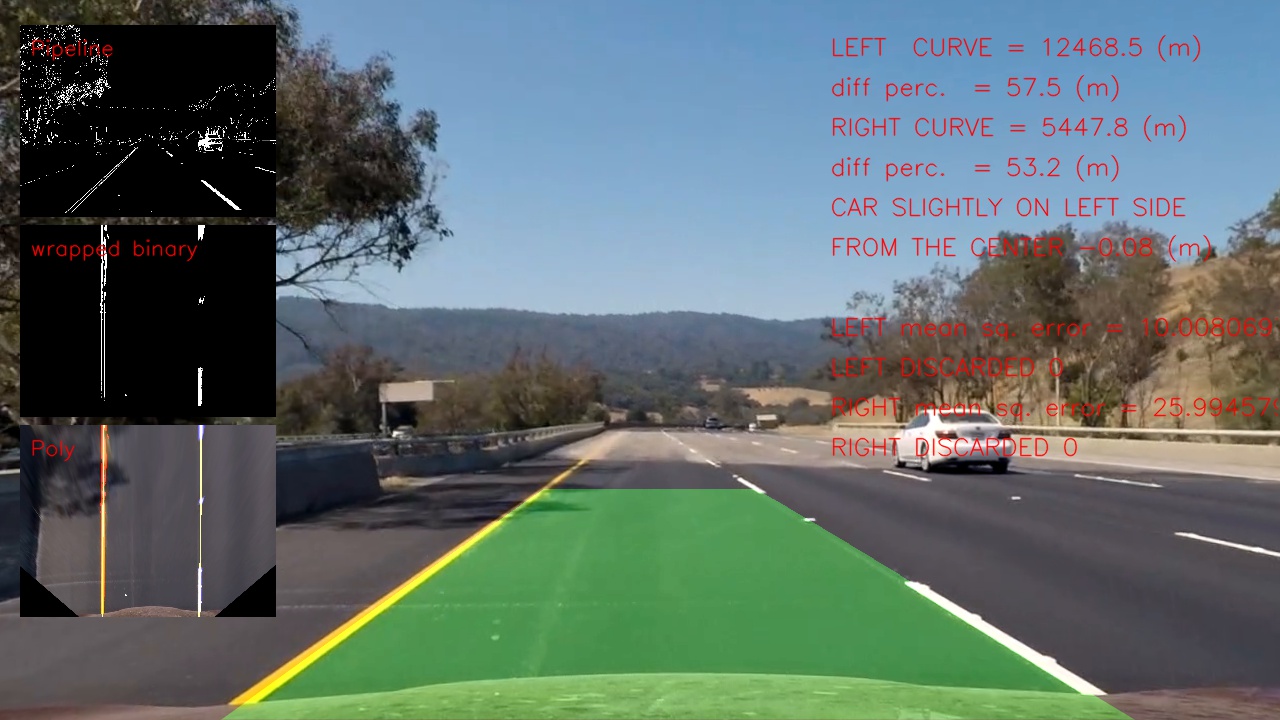 Pipeline
wrapped binary
Poly
LEFT CURVE = 12468.5 (m)
diff perc. = 57.5 (m)
RIGHT CURVE = 5447.8 (m)
diff perc. = 53.2 (m)
CAR SLIGHTLY ON LEFT SIDE
FROM THE CENTER -0.08 (m)
LEFT mean sq. error = 10.008069
LEFT DISCARDED 0
RIGHT mean sq. error = 25.994579
RIGHT DISCARDED 0